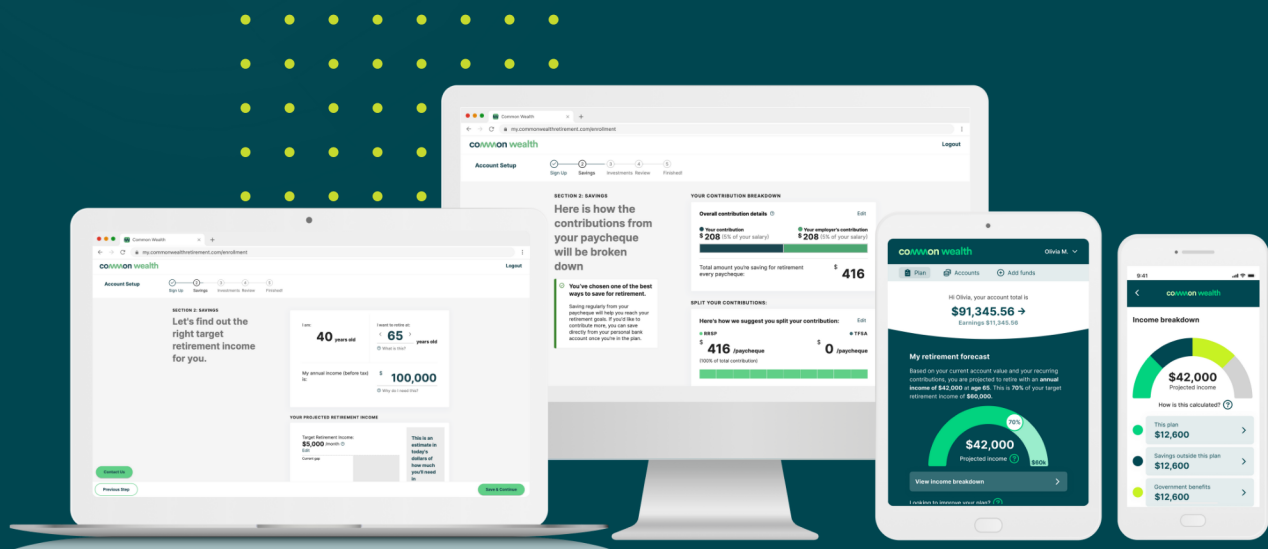 Common Wealth
my.commonwealthretirement.com/enrollment
common wealth
Logout
Account Setup
2
3
4
5
Sign Up
Savings
Investments
Review
Finished!
SECTION 2: SAVINGS
Let's find out the
right target
retirement income
for you.
I am
40 years old
I want to retire at
65 years old
What is this?
My annual income (before tax)
is:
$ 100,000
Why do I need this?
YOUR PROJECTED RETIREMENT INCOME
Target Retirement Income:
$5,000 /month
Edit
Current gap
This is an
estimate in
today's
dollars of
how much
you'll need
in
Contact Us
Previous Step
Save & Continue
Common Wealth
my.commonwealthretirement.com/enrollment
common wealth
Logout
Account Setup
2
3
4
5
Sign Up
Savings
Investments
Review
Finished!
SECTION 2: SAVINGS
Here is how the
contributions from
your paycheque
will be broken
down
You've chosen one of the best
ways to save for retirement.
Saving regularly from your
paycheque will help you reach your
retirement goals. If you'd like to
contribute more, you can save
directly from your personal bank
account once you're in the plan.
YOUR CONTRIBUTION BREAKDOWN
Overall contribution details
Edit
Your contribution
$ 208 (5% of your salary)
Your employer's contribution
$ 208 (5% of your salary)
Total amount you're saving for retirement
every paycheque:
$ 416
SPLIT YOUR CONTRIBUTIONS:
Here's how we suggest you split your contribution:
Edit
RRSP
TFSA
$ 416 /paycheque
$ 0 /paycheque
(100% of total contribution)
common wealth
Olivia M.
Plan
Accounts
Add funds
Hi Olivia, your account total is
$91,345.56 →
Earnings $11,345.56
My retirement forecast
Based on your current account value and your recurring
contributions, you are projected to retire with an annual
income of $42,000 at age 65. This is 70% of your target
retirement income of $60,000.
70%
$42,000
Projected income ?
$60k
View income breakdown
Looking to improve your plan? ?
9:41
common wealth
Income breakdown
$42,000
Projected income
How is this calculated? ?
This plan
$12,600
Savings outside this plan
$12,600
Government benefits
$12,600